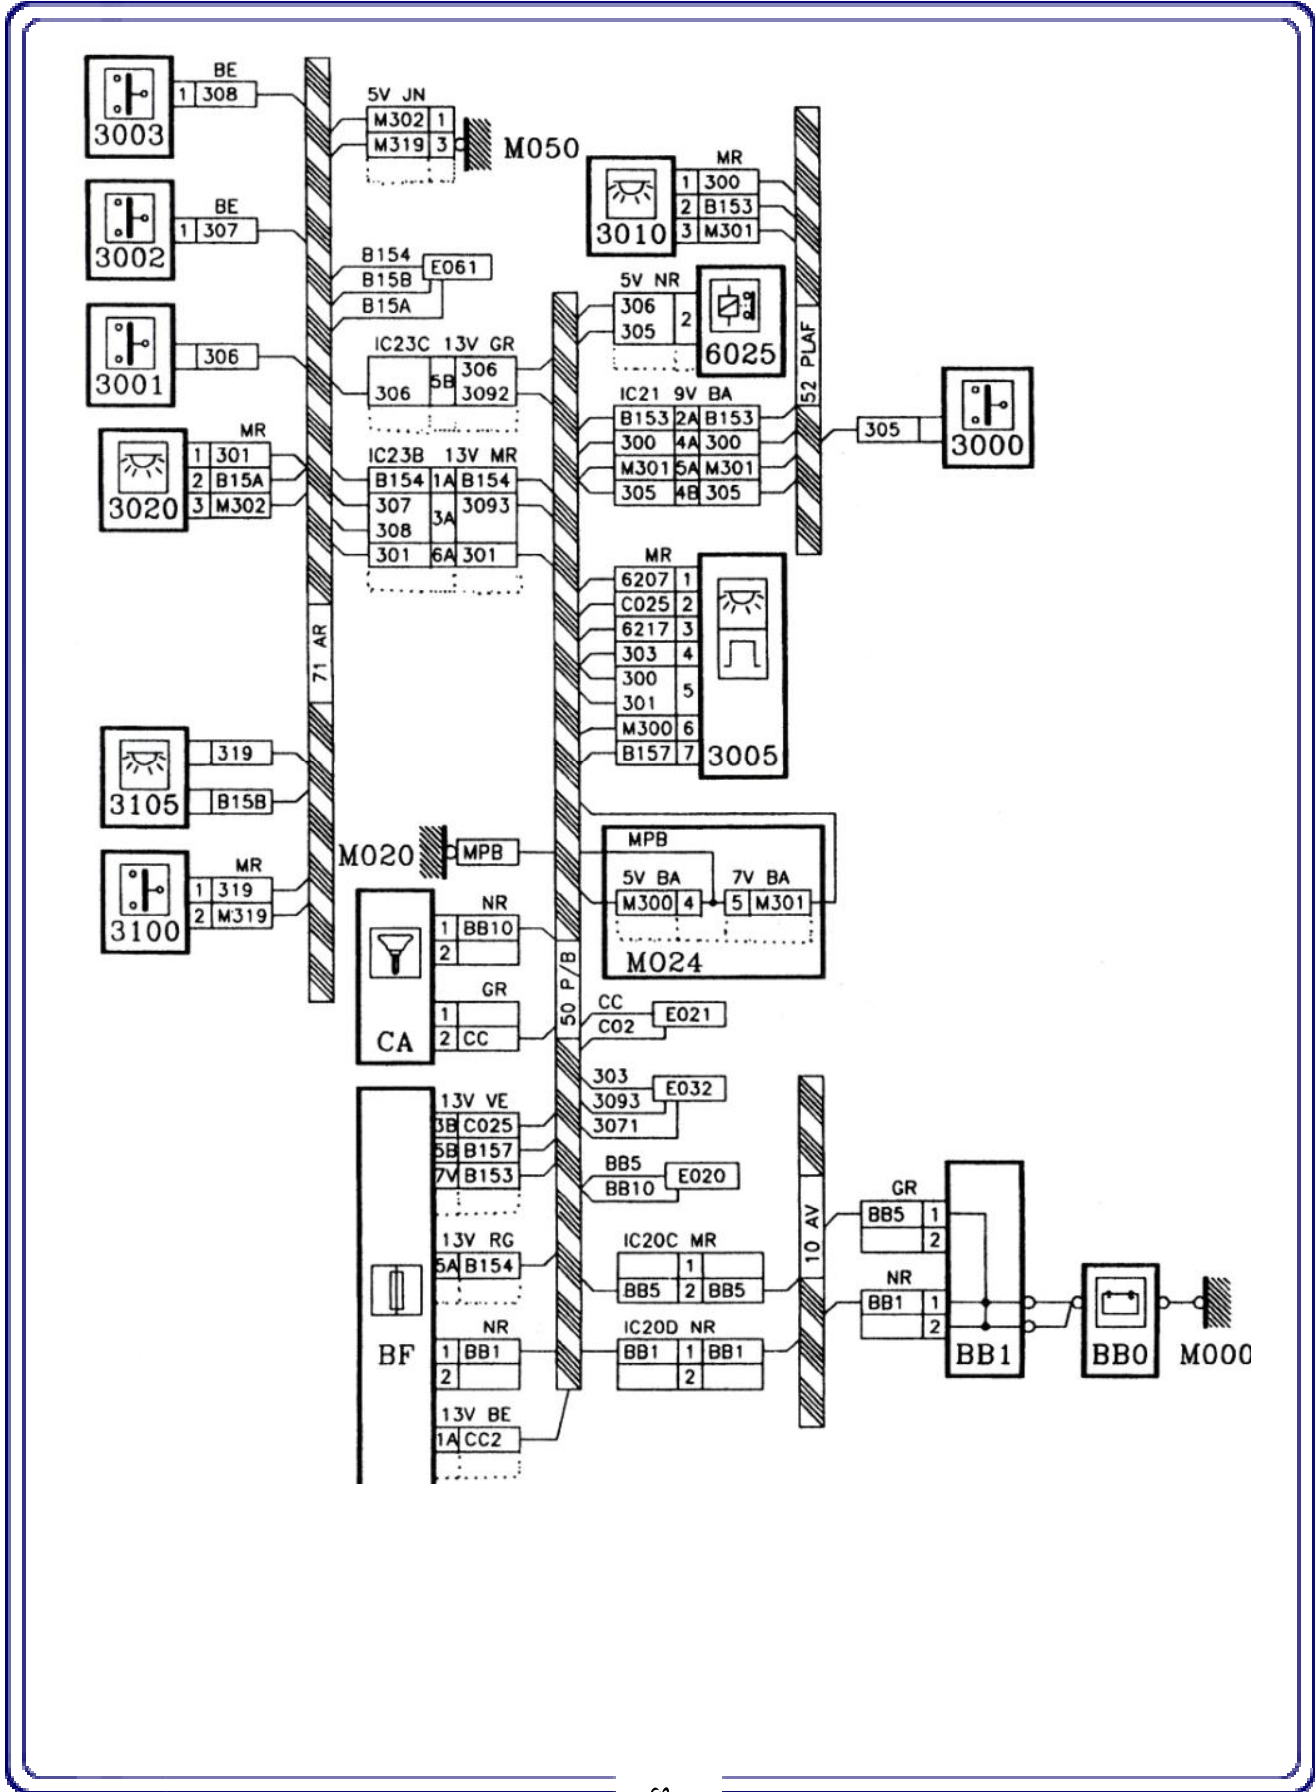 BE
1 308
3003
5V JN
M302 1
M319 3
M050
BE
1 307
3002
MR
1 300
2 B153
3 M301
3010
B154
B15B
B15A
E061
5V NR
306
305
2
6025
52 PLAF
306
3001
IC23C 13V GR
306 5B 306
3092
IC21 9V BA
B153 2A B153
300 4A 300
M301 5A M301
305 4B 305
305
3000
MR
1 301
2 B15A
3 M302
3020
IC23B 13V MR
B154 1A B154
307 3A 3093
308
301 6A 301
MR
6207 1
C025 2
6217 3
303 4
300
301
5
M300 6
B157 7
3005
71 AR
319
B15B
3105
MR
1 319
2 M319
3100
M020
MPB
MPB
5V BA
M300 4
7V BA
5 M301
M024
NR
1 BB10
2
GR
1
2 CC
CA
50 P/B
CC
C02
E021
303
3093
3071
E032
BB5
BB10
E020
13V VE
3B C025
5B B157
7V B153
13V RG
5A B154
NR
1 BB1
2
13V BE
1A CC2
BF
IC20C MR
1
BB5 2 BB5
IC20D NR
BB1 1 BB1
2
10 AV
GR
BB5 1
2
NR
BB1 1
2
BB1
BB0
M000